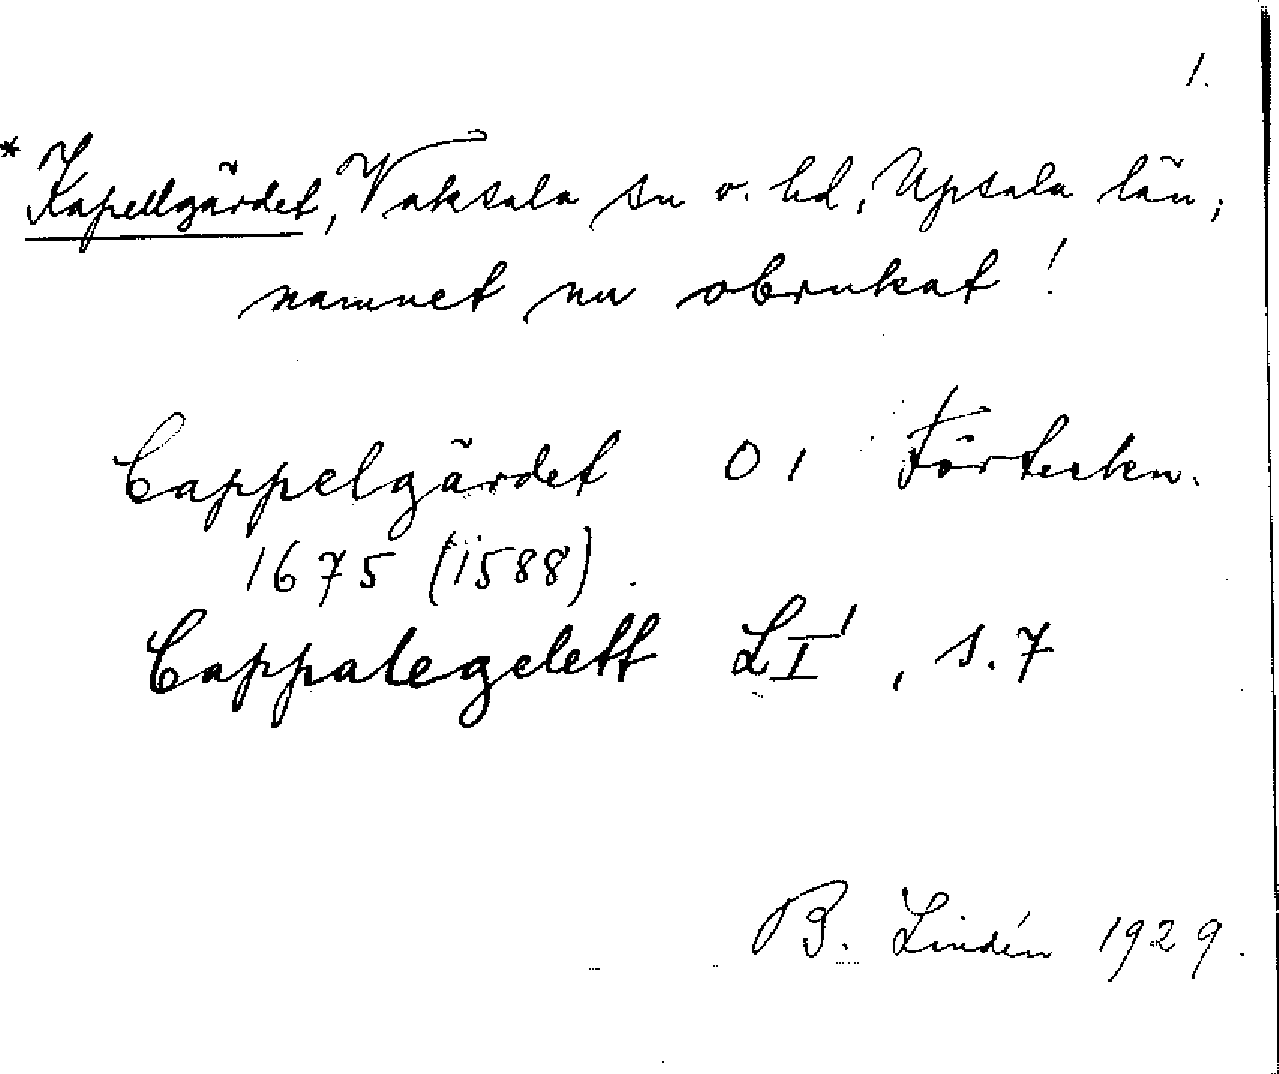 1.
* Kapellgärdet, Vaksala sn o. hd, Upsala län;
namnet nu obrukat!
Cappelgärdet 01 Förteckn.
1675 (1588).
Cappalegelett LI', s. 7
B. Lindén 1929.